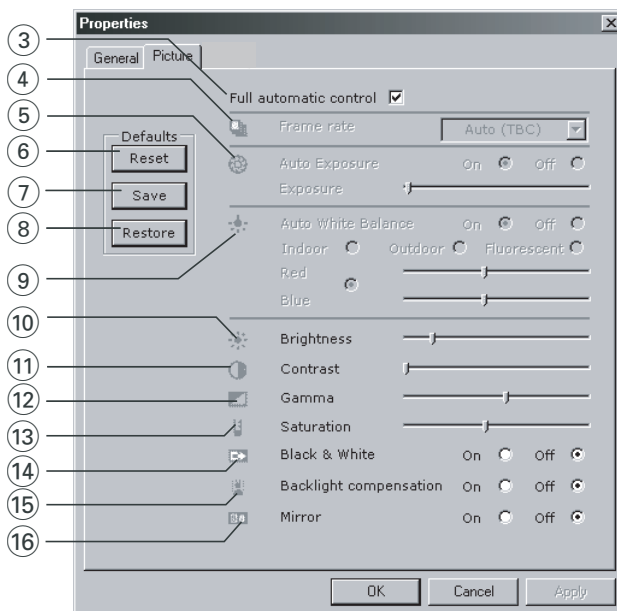 Properties
General Picture
③
④
⑤
⑥
⑦
⑧
⑨
⑩
⑪
⑫
⑬
⑭
⑮
⑯
Full automatic control
Frame rate Auto (TBC)
Defaults
Reset
Save
Restore
Auto Exposure On Off
Exposure
Auto White Balance On Off
Indoor Outdoor Fluorescent
Red
Blue
Brightness
Contrast
Gamma
Saturation
Black & White On Off
Backlight compensation On Off
Mirror On Off
OK Cancel Apply